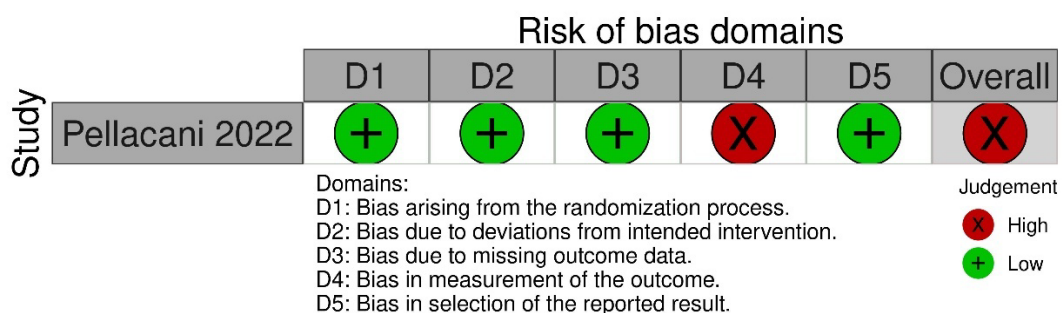 Risk of bias domains
D1 D2 D3 D4 D5 Overall
Study
Pellacani 2022 + + + X + X
Domains:
D1: Bias arising from the randomization process.
D2: Bias due to deviations from intended intervention.
D3: Bias due to missing outcome data.
D4: Bias in measurement of the outcome.
D5: Bias in selection of the reported result.
Judgement
X High
+ Low